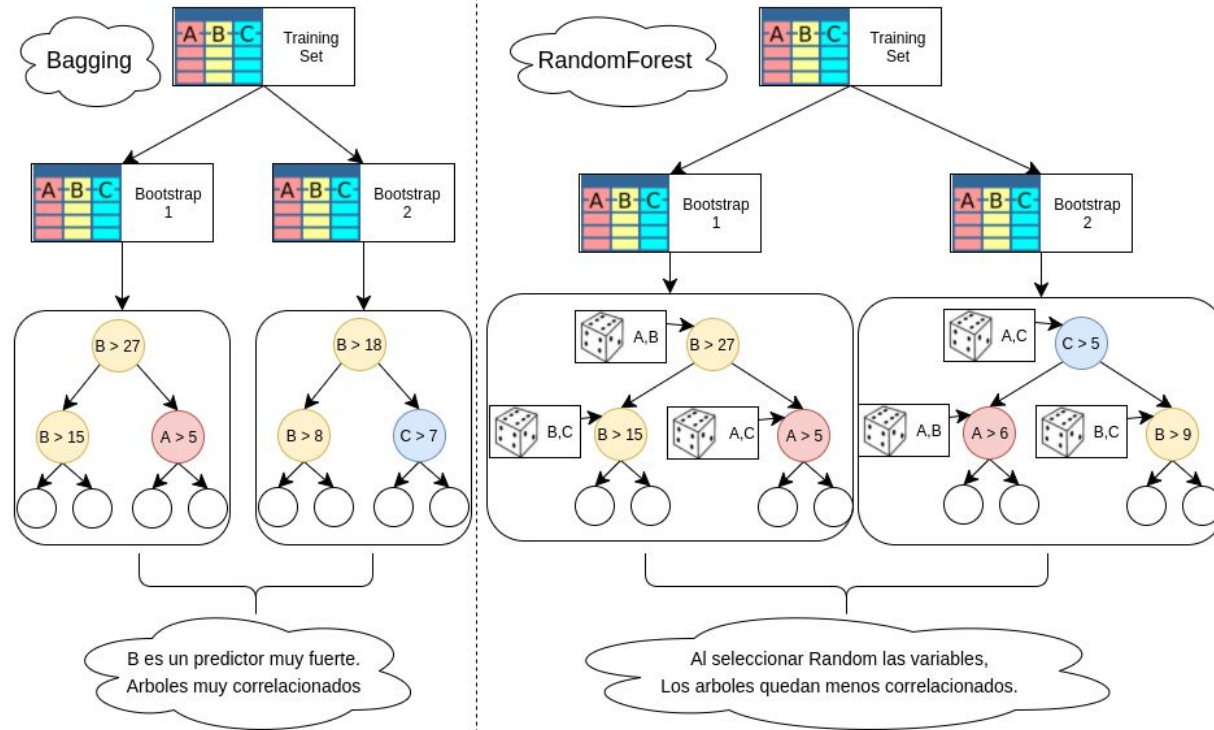 Bagging
A B C
Training
Set
A B C
Bootstrap
1
A B C
Bootstrap
2
B > 27
B > 15
A > 5
B > 18
B > 8
C > 7
B es un predictor muy fuerte.
Arboles muy correlacionados
RandomForest
A B C
Training
Set
A B C
Bootstrap
1
A B C
Bootstrap
2
A,B
B > 27
B,C
B > 15
A,C
A > 5
A,C
C > 5
A,B
A > 6
B,C
B > 9
Al seleccionar Random las variables,
Los arboles quedan menos correlacionados.